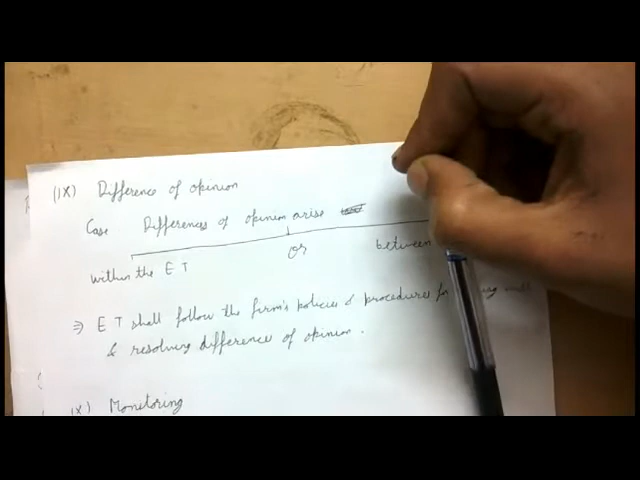 (IX) Difference of opinion
Case Differences of opinion arise
within the E T or between
⇒ E T shall follow the firm's policies & procedures for
& resolving difference of opinion.
(X) Monitoring